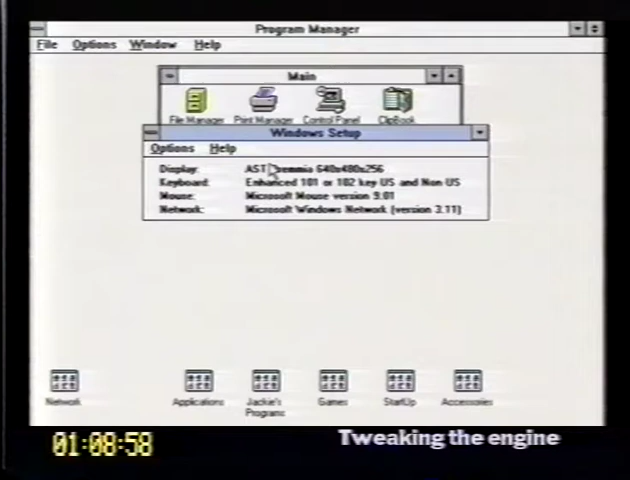 Program Manager
File Options Window Help
Main
File Manager Print Manager Control Panel ClipBook
Windows Setup
Options Help
Display: AST 640x480x256
Keyboard: Enhanced 101 or 102 key US and Non US
Mouse: Microsoft Mouse version 9.01
Network: Microsoft Windows Network (version 3.11)
Network Applications Jackie's Programs Games StartUp Accessories
01:08:58
Tweaking the engine